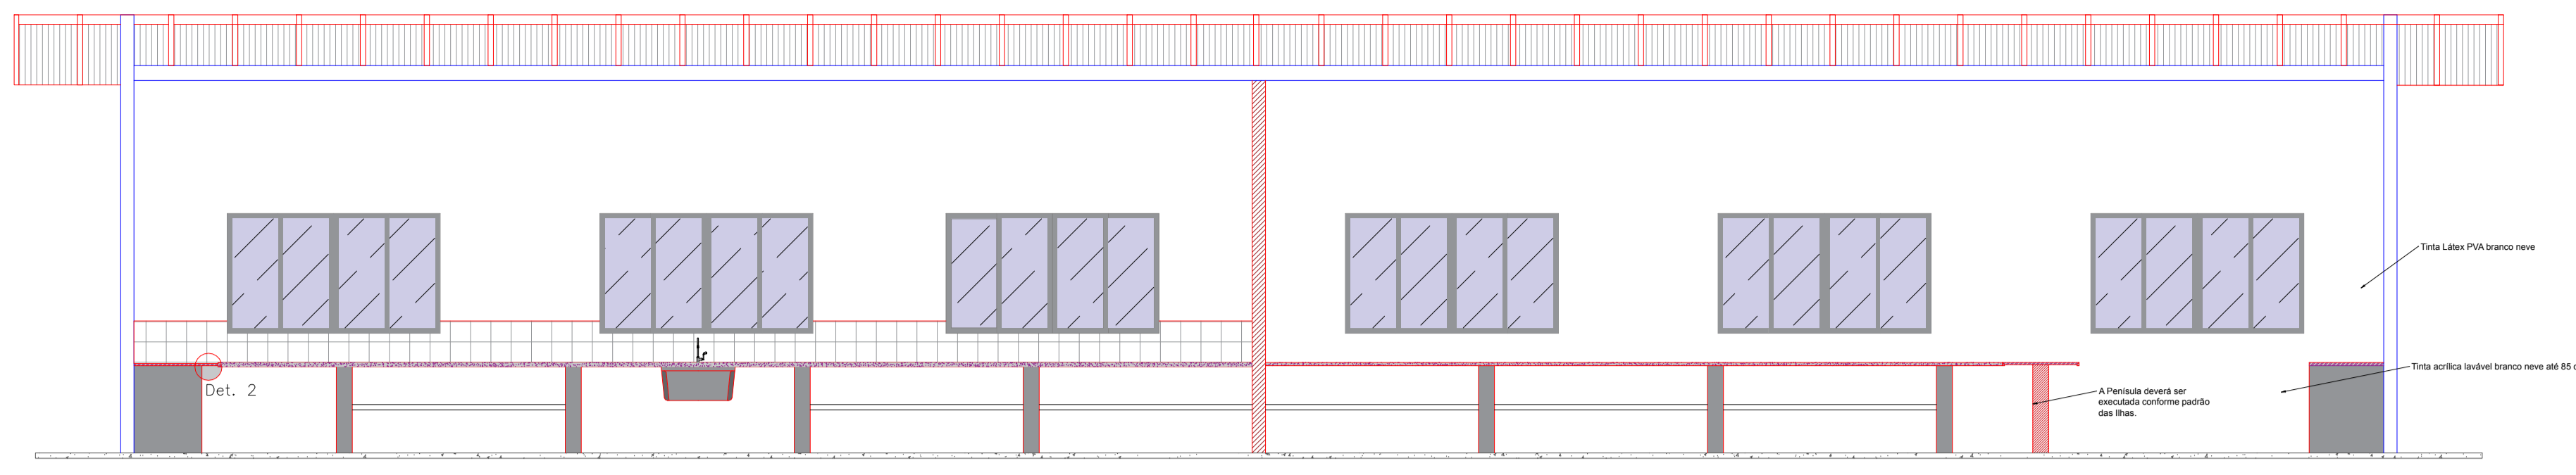 Tinta Látex PVA branco neve
Tinta acrílica lavável branco neve até 85 c
Det. 2
A Penísula deverá ser
executada conforme padrão
das Ilhas.